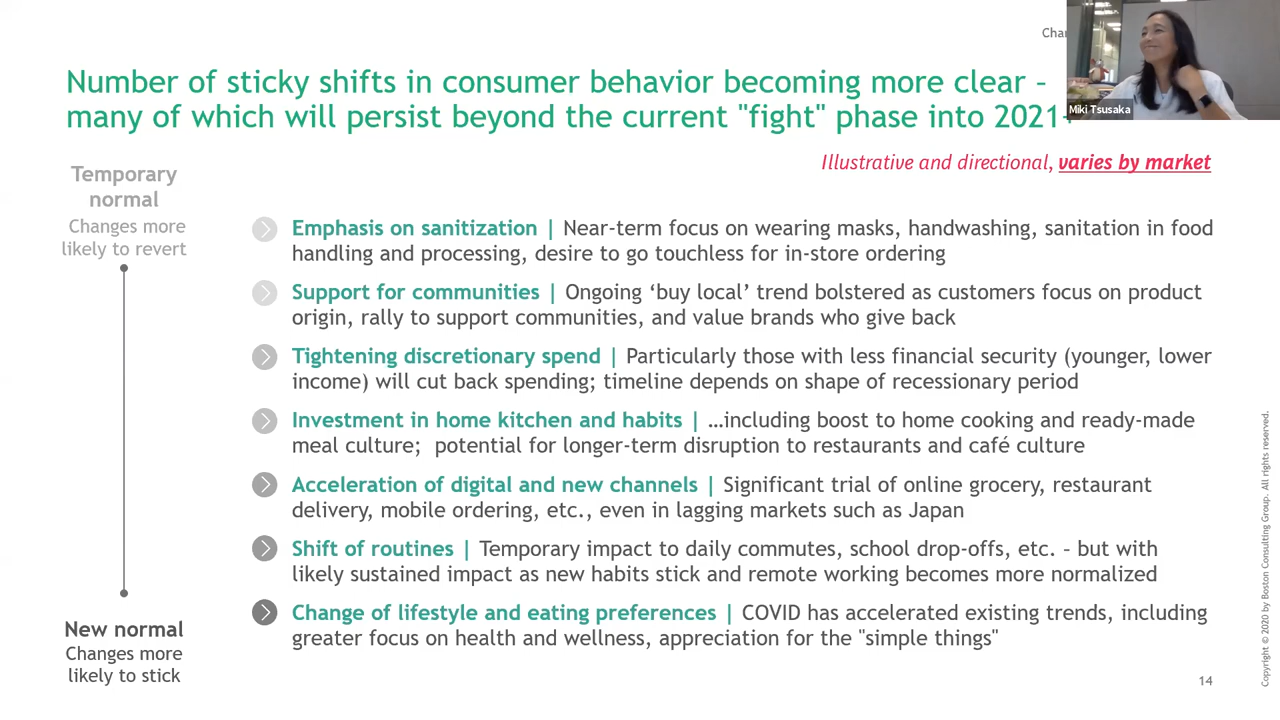 Miki Tsusaka
Number of sticky shifts in consumer behavior becoming more clear –
many of which will persist beyond the current "fight" phase into 2021+
Illustrative and directional, varies by market
Temporary
normal
Changes more
likely to revert
Emphasis on sanitization | Near-term focus on wearing masks, handwashing, sanitation in food
handling and processing, desire to go touchless for in-store ordering
Support for communities | Ongoing ‘buy local’ trend bolstered as customers focus on product
origin, rally to support communities, and value brands who give back
Tightening discretionary spend | Particularly those with less financial security (younger, lower
income) will cut back spending; timeline depends on shape of recessionary period
Investment in home kitchen and habits | …including boost to home cooking and ready-made
meal culture;  potential for longer-term disruption to restaurants and café culture
Acceleration of digital and new channels | Significant trial of online grocery, restaurant
delivery, mobile ordering, etc., even in lagging markets such as Japan
Shift of routines | Temporary impact to daily commutes, school drop-offs, etc. – but with
likely sustained impact as new habits stick and remote working becomes more normalized
Change of lifestyle and eating preferences | COVID has accelerated existing trends, including
greater focus on health and wellness, appreciation for the "simple things"
New normal
Changes more
likely to stick
14
Copyright © 2020 by Boston Consulting Group. All rights reserved.